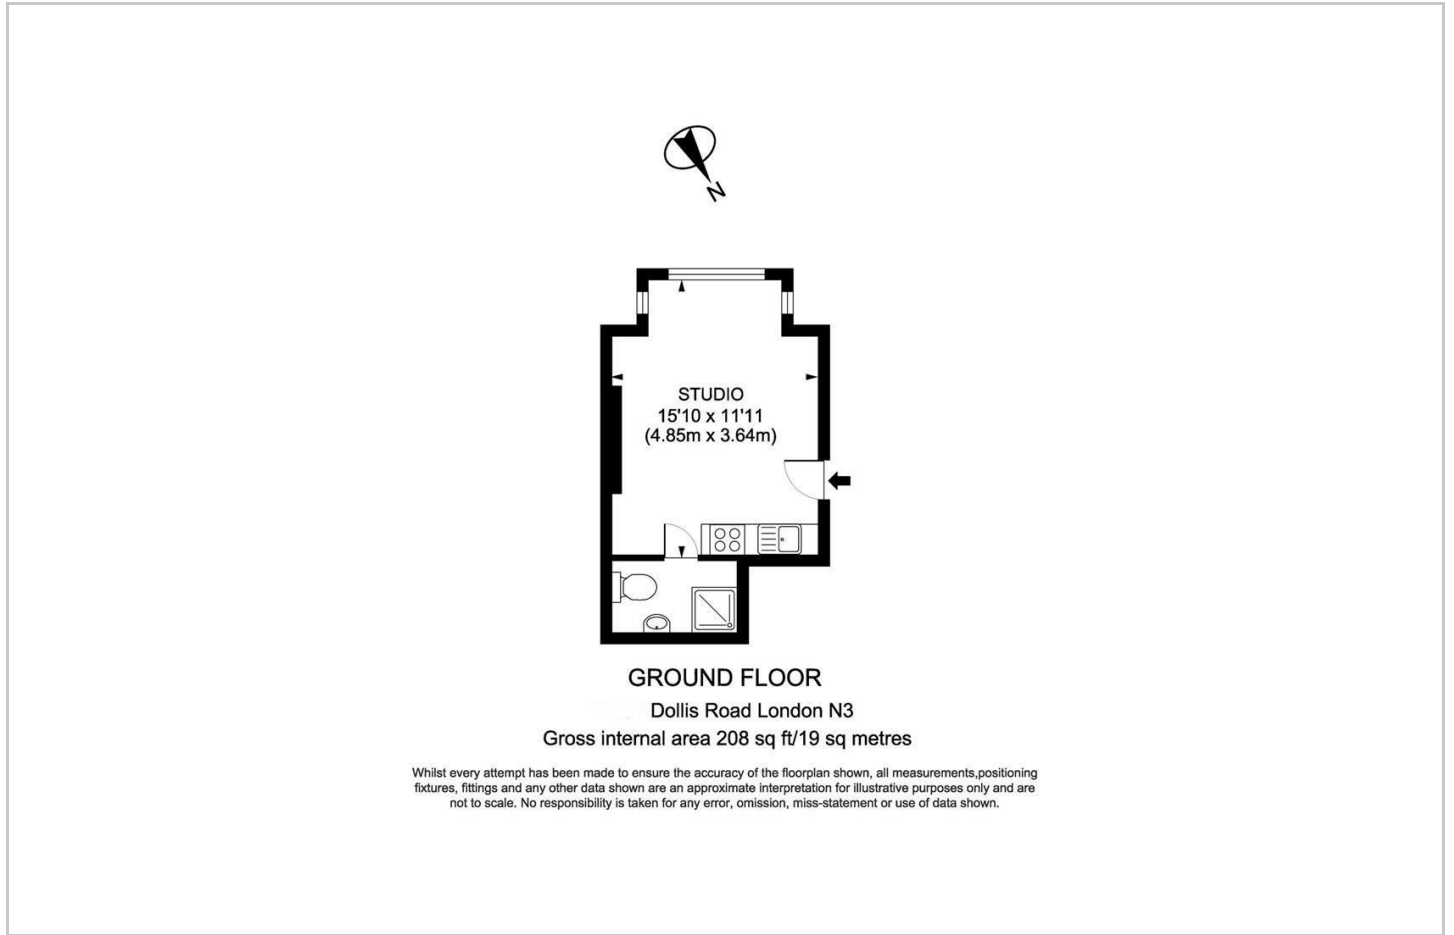 N
STUDIO
15'10 x 11'11
(4.85m x 3.64m)
GROUND FLOOR
Dollis Road London N3
Gross internal area 208 sq ft/19 sq metres
Whilst every attempt has been made to ensure the accuracy of the floorplan shown, all measurements,positioning
fixtures, fittings and any other data shown are an approximate interpretation for illustrative purposes only and are
not to scale. No responsibility is taken for any error, omission, miss-statement or use of data shown.